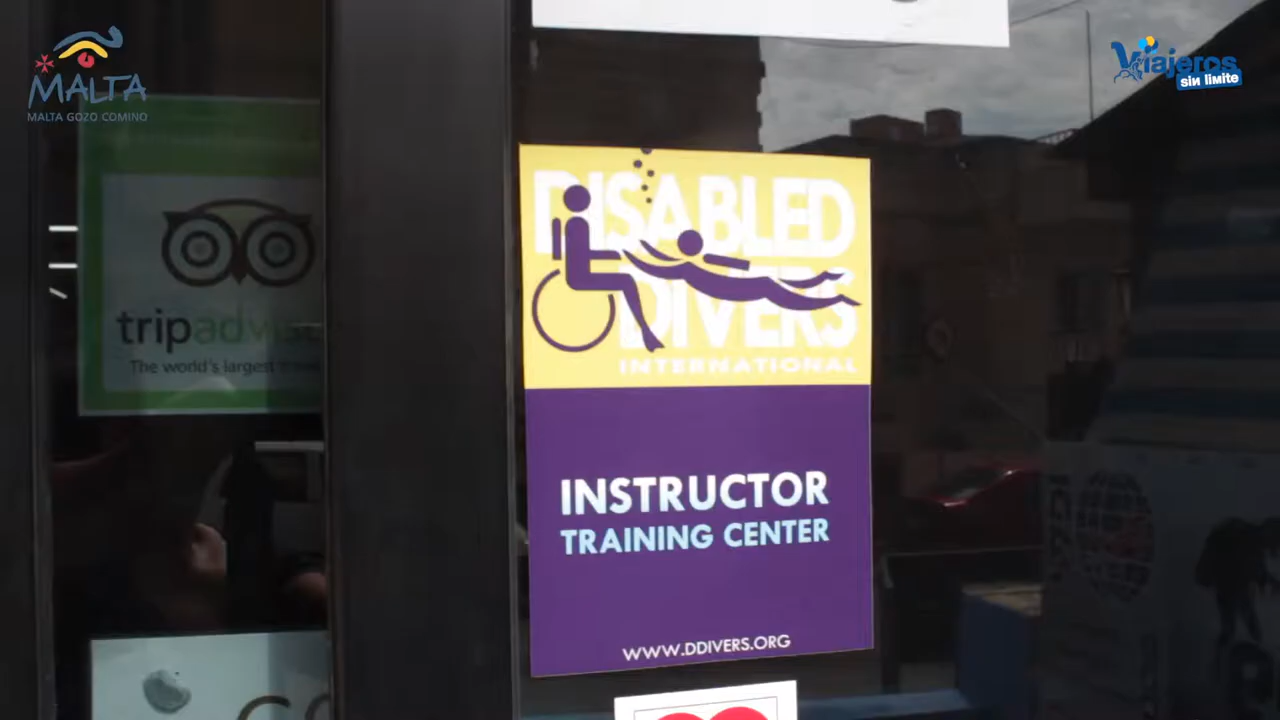 MALTA
MALTA GOZO COMINO
Viajeros
sin limite
tripadvis
The world's largest
DISABLED
DIVERS
INTERNATIONAL
INSTRUCTOR
TRAINING CENTER
WWW.DDIVERS.ORG